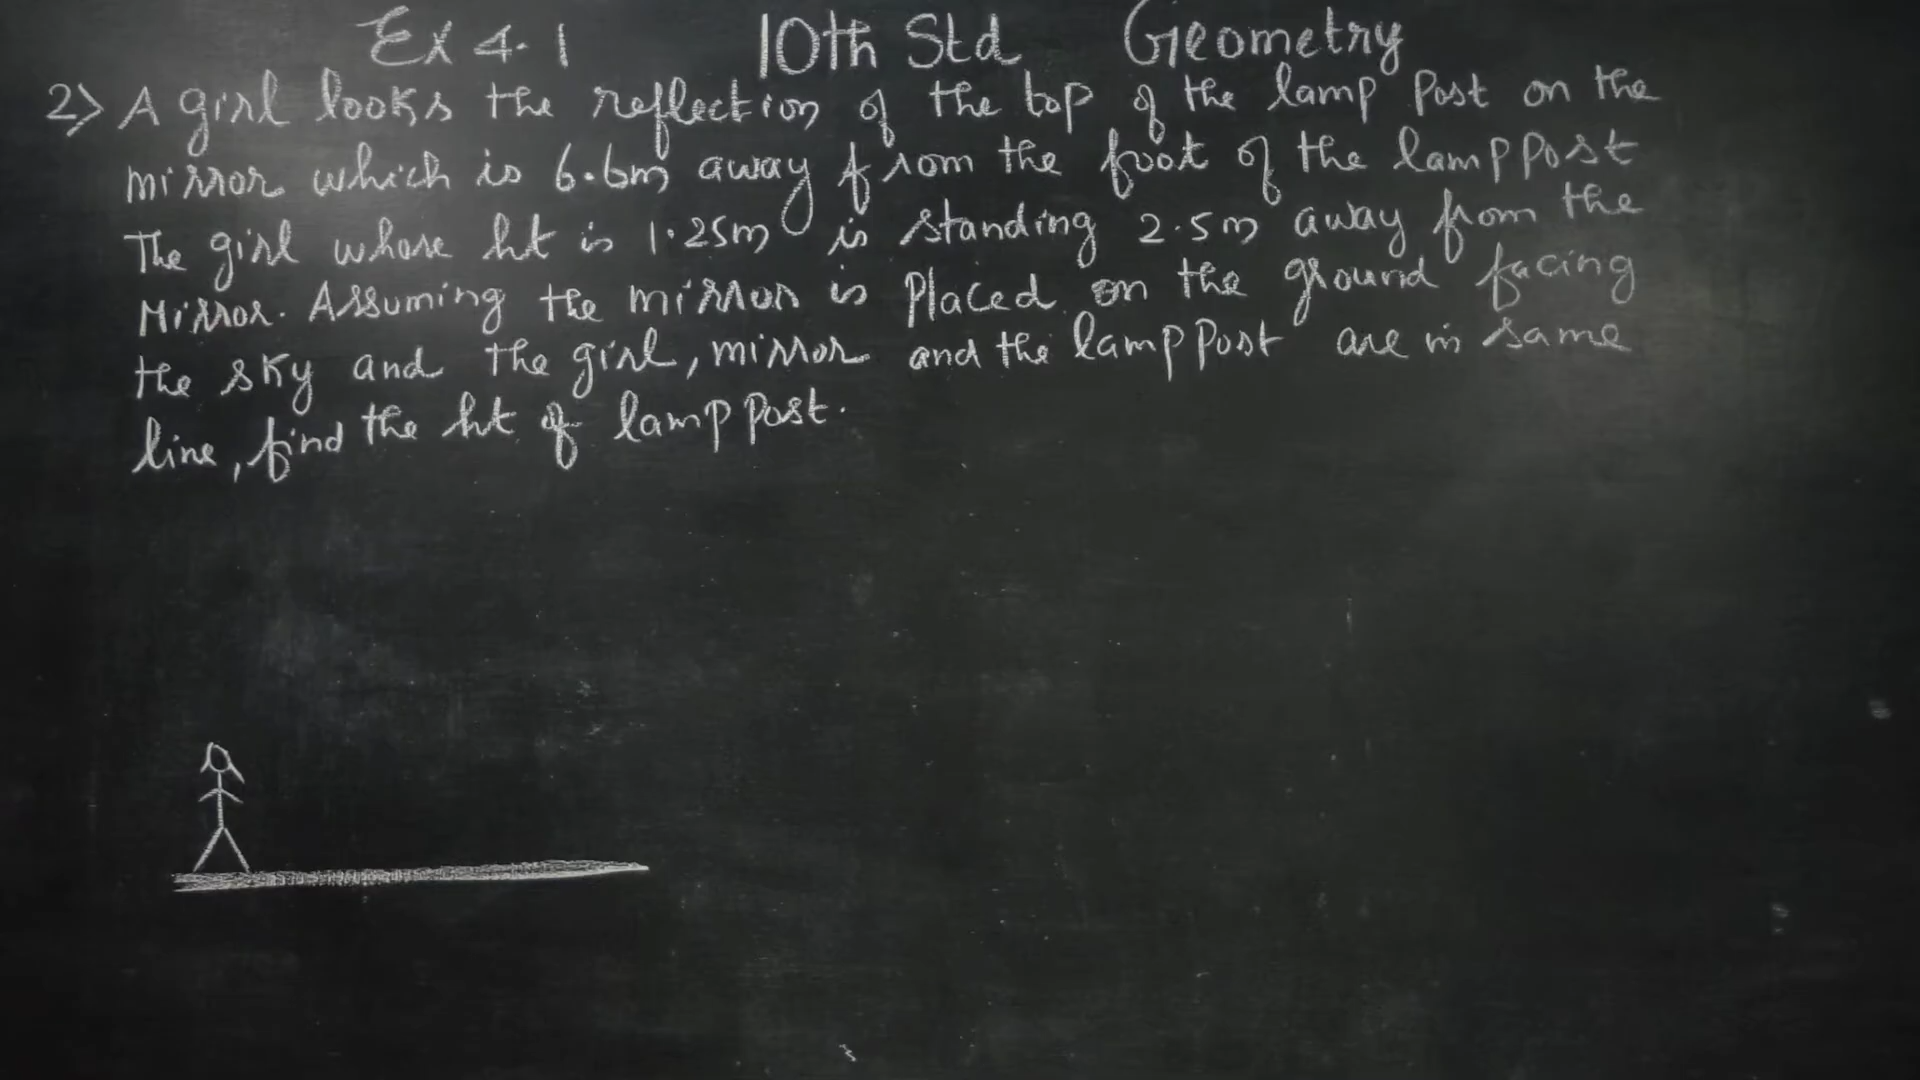 Ex 4.1 10th Std Geometry
2) A girl looks the reflection of the top of the lamp Post on the
mirror which is 6.6m away from the foot of the lamppost
The girl whose ht is 1.25m is standing 2.5m away from the
Mirror. Assuming the mirror is Placed on the ground facing
the sky and the girl, mirror and the lampPost are in same
line, find the ht of lamp post.